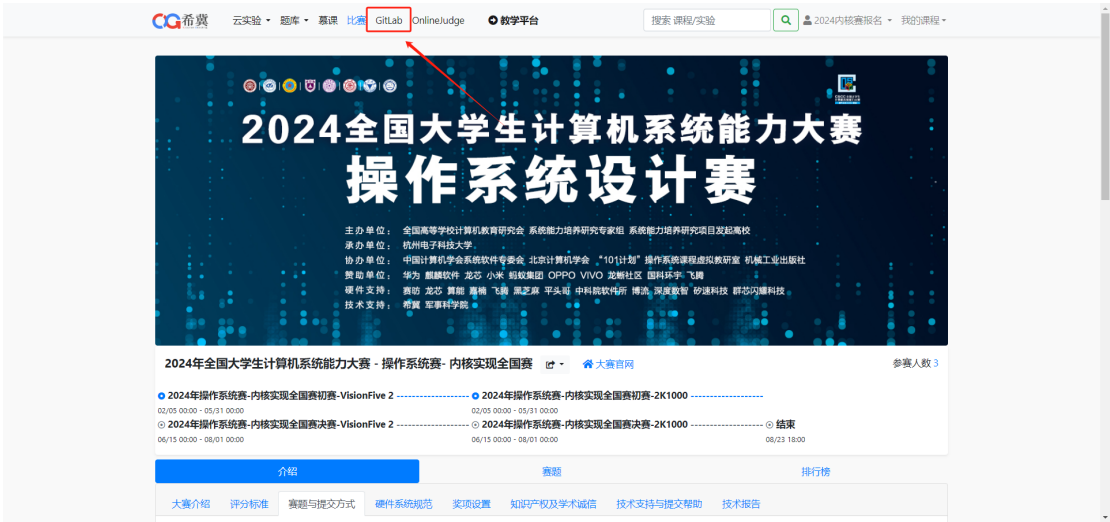 CG希冀 云实验 题库 慕课 比赛 GitLab OnlineJudge 教学平台 搜索 课程/实验 2024内核赛报名 我的课程
2024全国大学生计算机系统能力大赛
操作系统设计赛
主办单位： 全国高等学校计算机教育研究会 系统能力培养研究专家组 系统能力培养研究项目发起高校
承办单位： 杭州电子科技大学
协办单位： 中国计算机学会系统软件专委会 北京计算机学会 “101计划”操作系统课程虚拟教研室 机械工业出版社
赞助单位： 华为 麒麟软件 龙芯 小米 蚂蚁集团 OPPO VIVO 龙蜥社区 国科环宇 飞腾
硬件支持： 赛昉 龙芯 算能 嘉楠 飞腾 黑芝麻 平头哥 中科院软件所 博流 深度数智 矽速科技 群芯闪耀科技
技术支持： 希冀 军事科学院
2024年全国大学生计算机系统能力大赛 - 操作系统赛- 内核实现全国赛 大赛官网 参赛人数 3
2024年操作系统赛-内核实现全国赛初赛-VisionFive 2 2024年操作系统赛-内核实现全国赛初赛-2K1000
02/05 00:00 - 05/31 00:00 02/05 00:00 - 05/31 00:00
2024年操作系统赛-内核实现全国赛决赛-VisionFive 2 2024年操作系统赛-内核实现全国赛决赛-2K1000 结束
06/15 00:00 - 08/01 00:00 06/15 00:00 - 08/01 00:00 08/23 18:00
介绍 赛题 排行榜
大赛介绍 评分标准 赛题与提交方式 硬件系统规范 奖项设置 知识产权及学术诚信 技术支持与提交帮助 技术报告